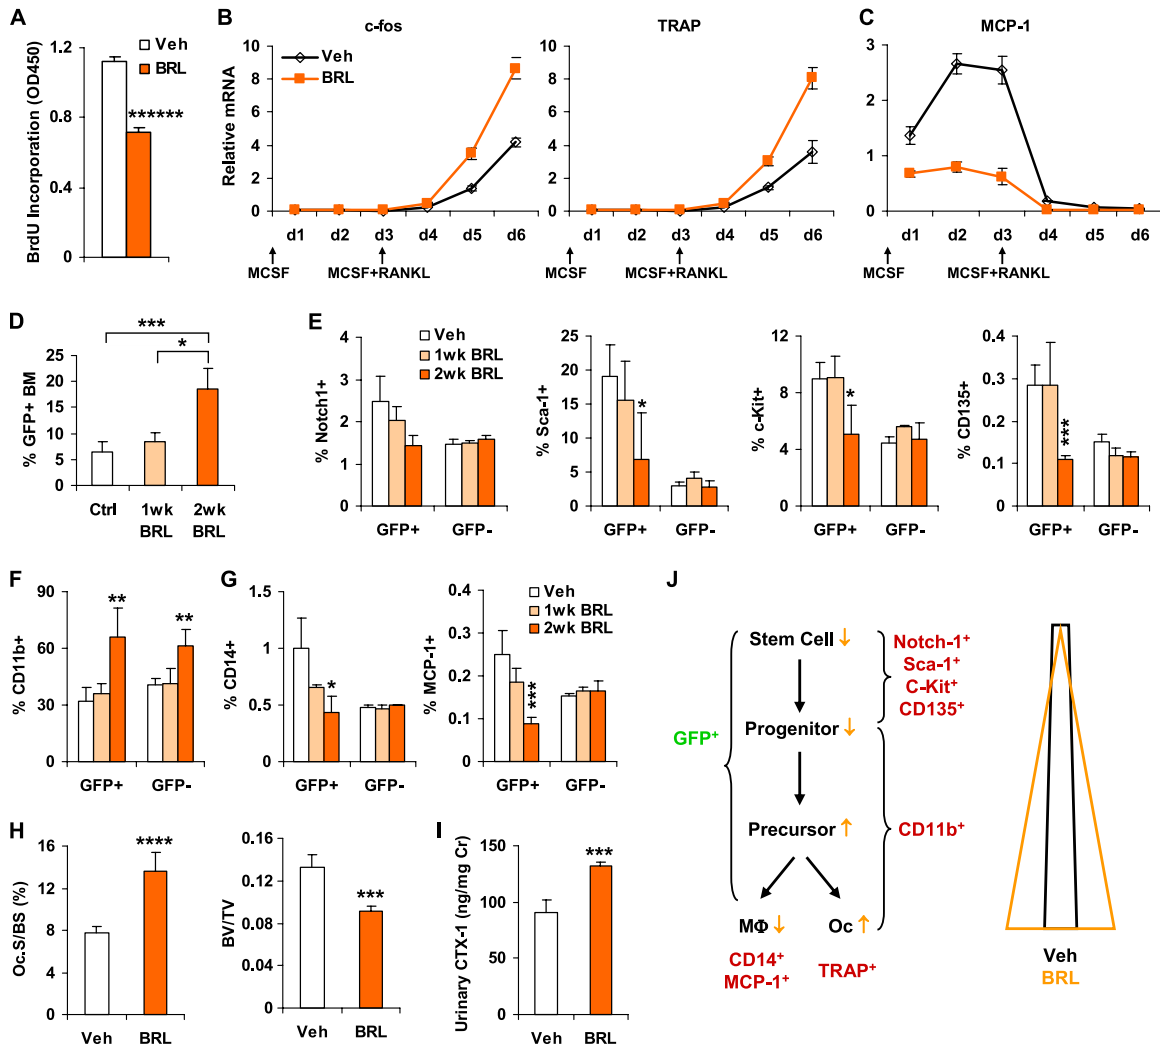 A
BrdU Incorporation (OD450)
1.2
0.8
0.4
0
Veh
BRL
******
B
c-fos
Relative mRNA
10
8
6
4
2
0
Veh
BRL
d1 d2 d3 d4 d5 d6
MCSF MCSF+RANKL
TRAP
10
8
6
4
2
0
d1 d2 d3 d4 d5 d6
MCSF MCSF+RANKL
C
MCP-1
3
2
1
0
d1 d2 d3 d4 d5 d6
MCSF MCSF+RANKL
D
% GFP+ BM
25
20
15
10
5
0
***
*
Ctrl 1wk 2wk
BRL BRL
E
% Notch1+
4
3
2
1
0
Veh
1wk BRL
2wk BRL
GFP+ GFP-
% Sca-1+
25
20
15
10
5
0
*
GFP+ GFP-
% c-Kit+
12
8
4
0
*
GFP+ GFP-
% CD135+
0.4
0.3
0.2
0.1
0
***
GFP+ GFP-
F
% CD11b+
90
60
30
0
**
**
GFP+ GFP-
G
% CD14+
1.5
1
0.5
0
*
GFP+ GFP-
% MCP-1+
0.4
0.3
0.2
0.1
0
Veh
1wk BRL
2wk BRL
***
GFP+ GFP-
H
Oc.S/BS (%)
16
12
8
4
0
****
Veh BRL
BV/TV
0.16
0.12
0.08
0.04
0
***
Veh BRL
I
Urinary CTX-1 (ng/mg Cr)
150
100
50
0
***
Veh BRL
J
GFP⁺
Stem Cell ↓
Progenitor ↓
Precursor ↑
MΦ ↓ Oc ↑
CD14⁺
MCP-1⁺
TRAP⁺
Notch-1⁺
Sca-1⁺
C-Kit⁺
CD135⁺
CD11b⁺
Veh
BRL